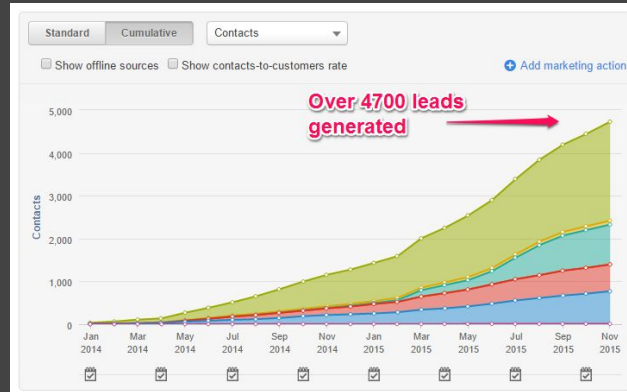 Standard Cumulative Contacts
Show offline sources Show contacts-to-customers rate Add marketing action
Over 4700 leads
generated
5,000
4,000
3,000
2,000
1,000
0
Contacts
Jan Mar May Jul Sep Nov Jan Mar May Jul Sep Nov
2014 2014 2014 2014 2014 2014 2015 2015 2015 2015 2015 2015